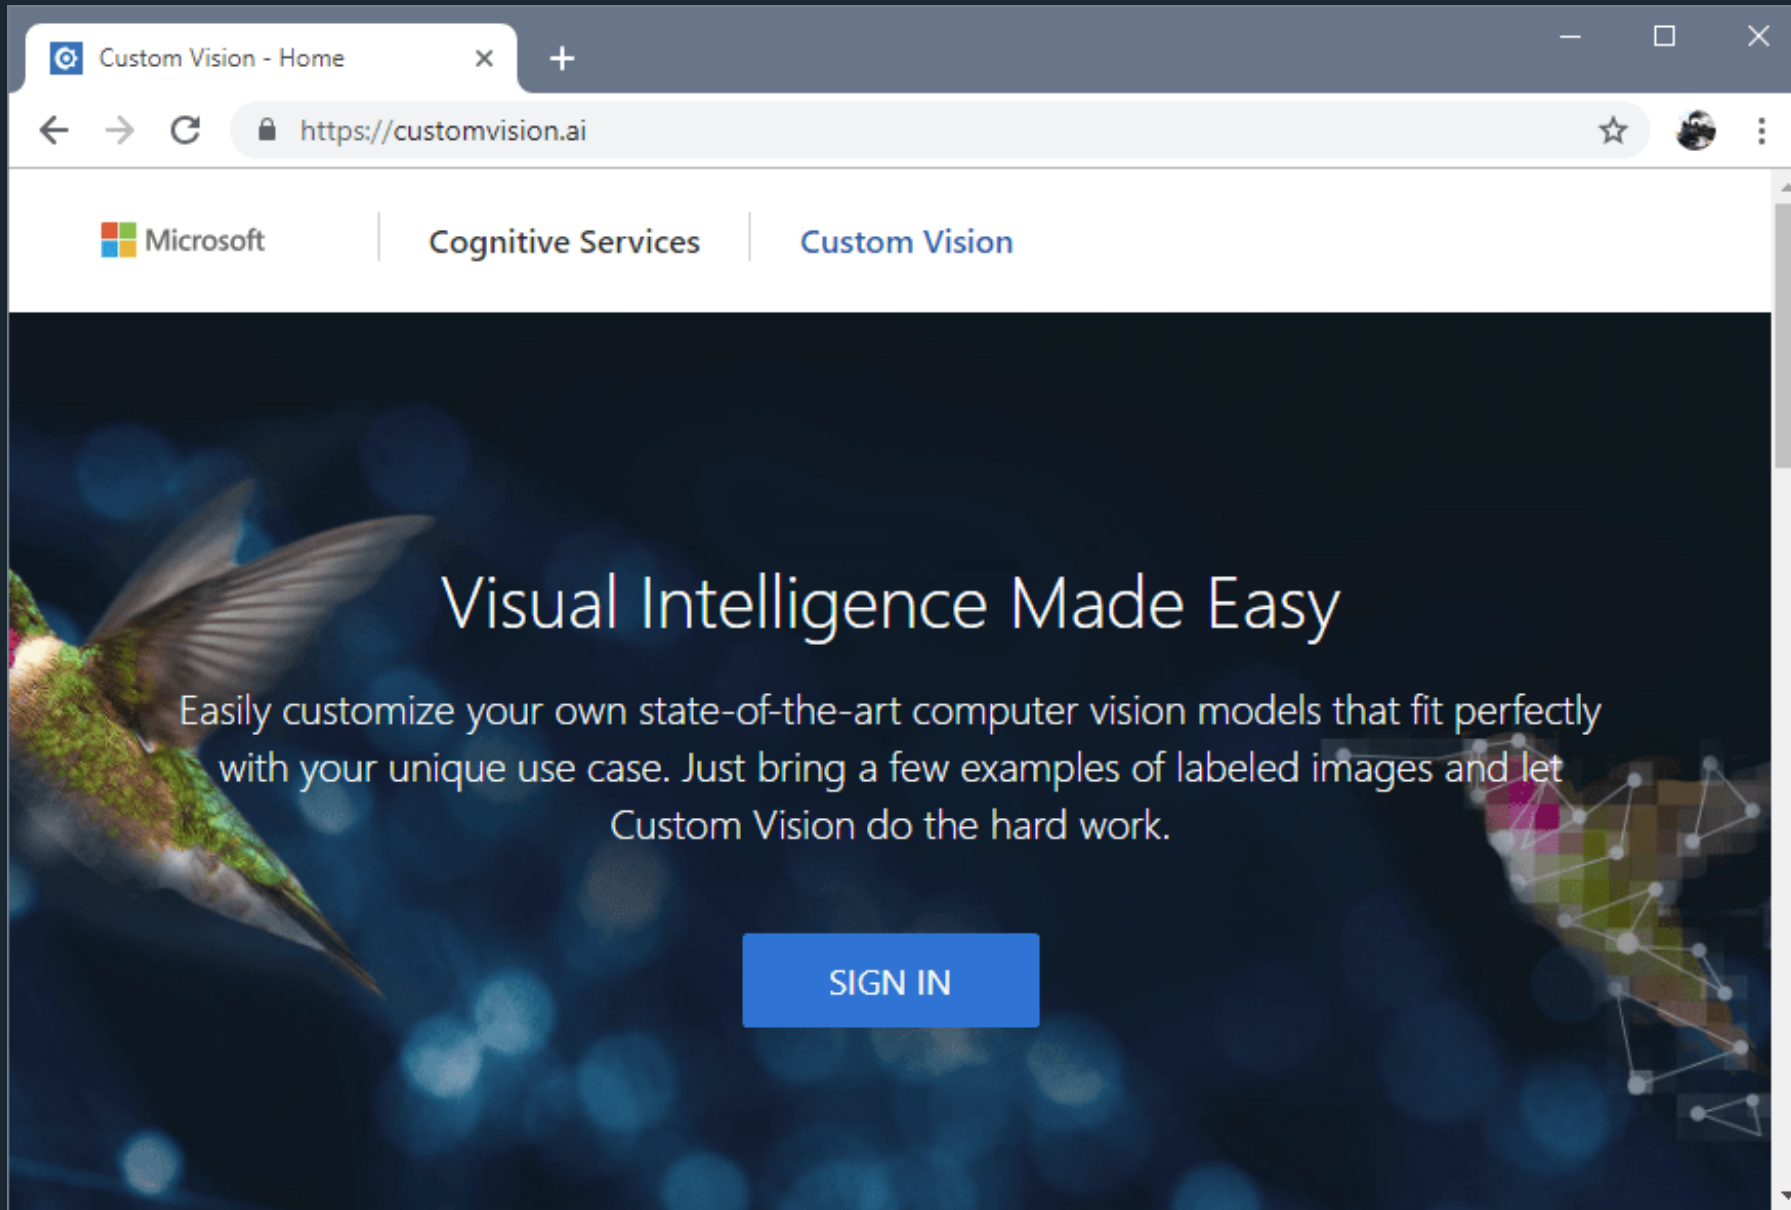 Custom Vision - Home
https://customvision.ai
Microsoft
Cognitive Services
Custom Vision
Visual Intelligence Made Easy
Easily customize your own state-of-the-art computer vision models that fit perfectly
with your unique use case. Just bring a few examples of labeled images and let
Custom Vision do the hard work.
SIGN IN